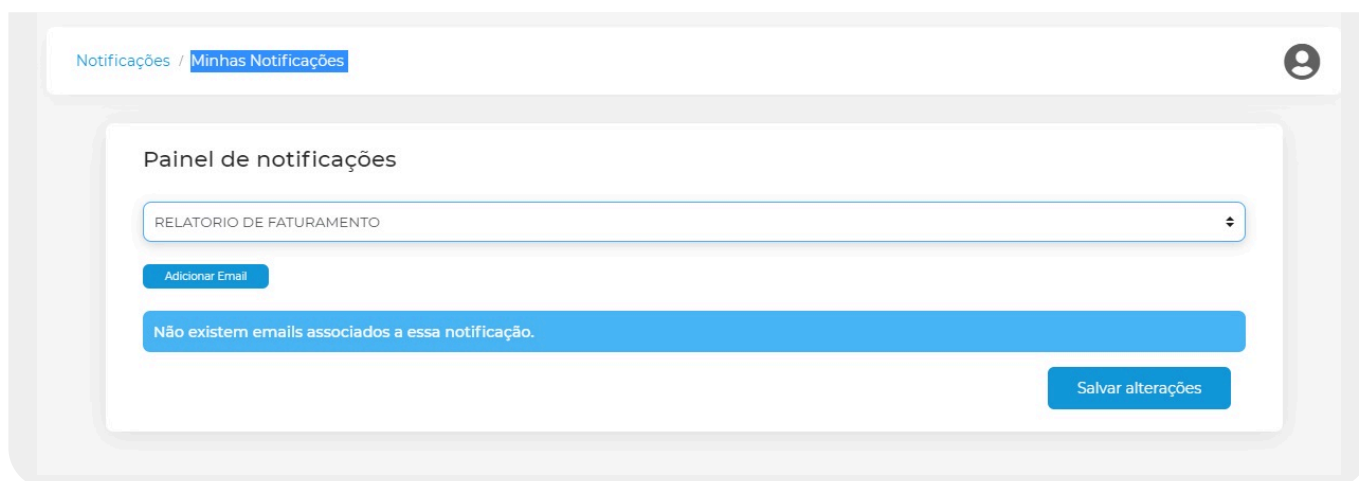 Notificações / Minhas Notificações
Painel de notificações
RELATORIO DE FATURAMENTO
Adicionar Email
Não existem emails associados a essa notificação.
Salvar alterações